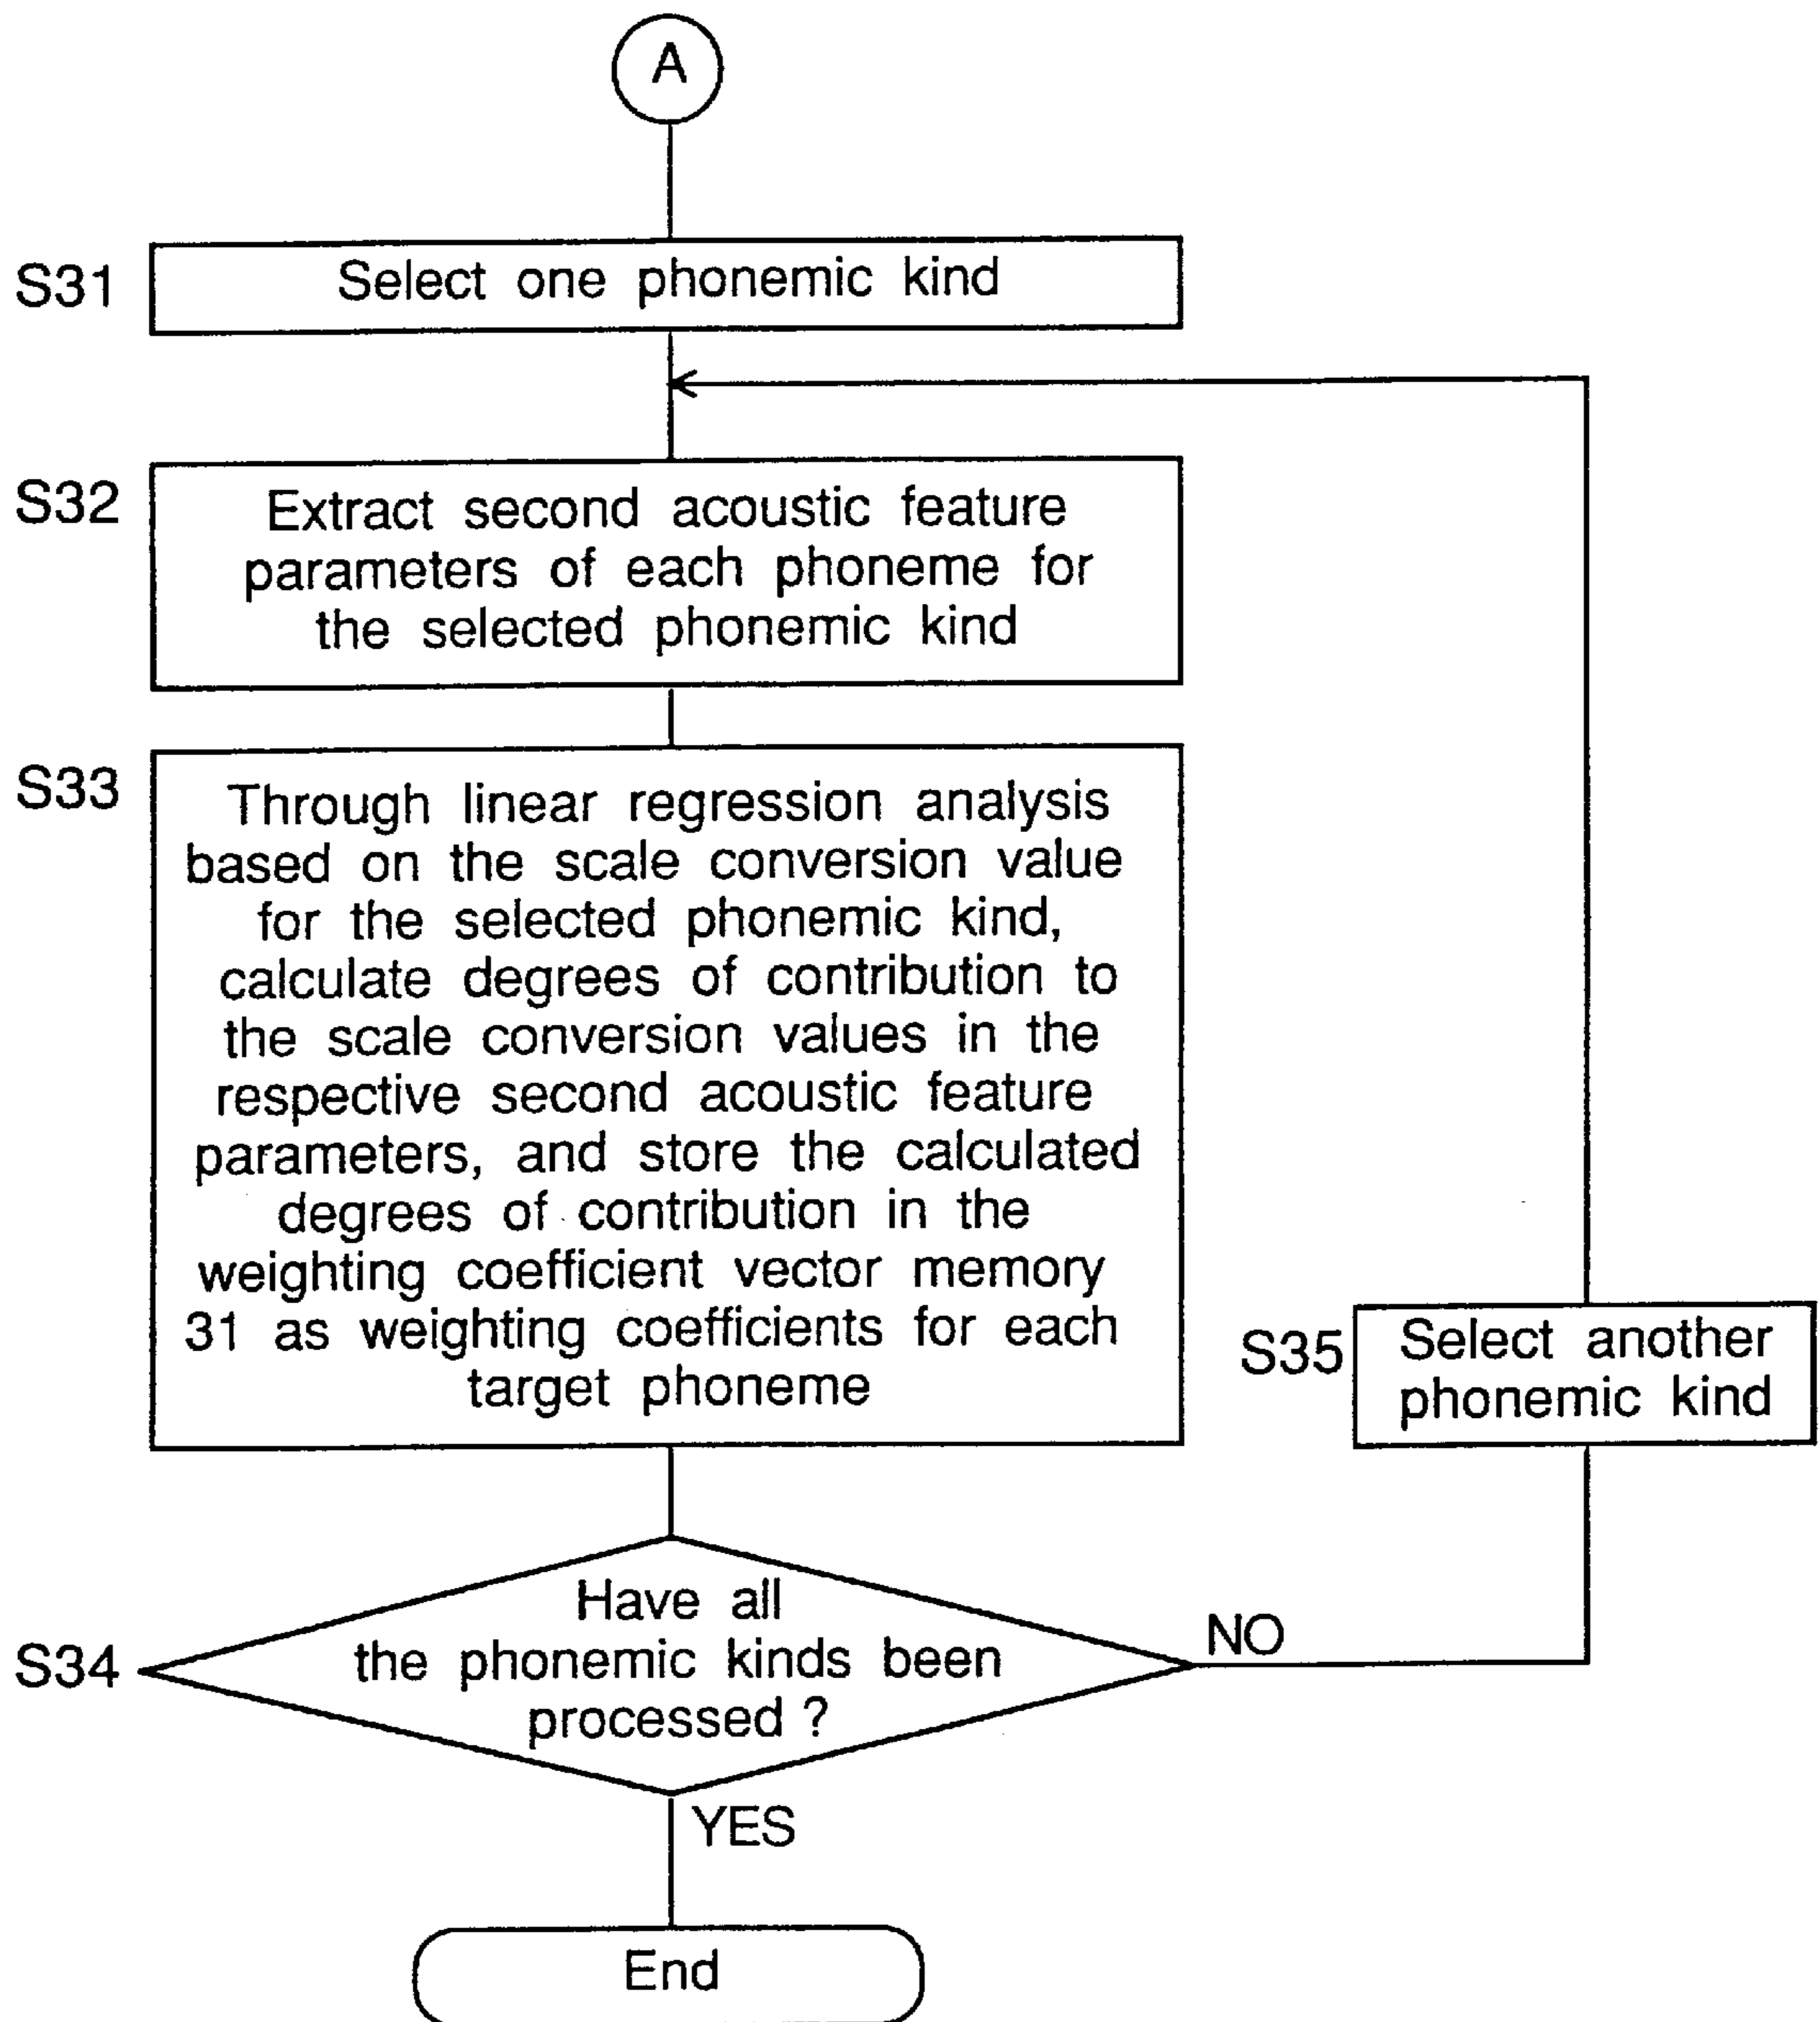 A
S31
Select one phonemic kind
S32
Extract second acoustic feature
parameters of each phoneme for
the selected phonemic kind
S33
Through linear regression analysis
based on the scale conversion value
for the selected phonemic kind,
calculate degrees of contribution to
the scale conversion values in the
respective second acoustic feature
parameters, and store the calculated
degrees of contribution in the
weighting coefficient vector memory
31 as weighting coefficients for each
target phoneme
S35
Select another
phonemic kind
S34
Have all
the phonemic kinds been
processed ?
NO
YES
End